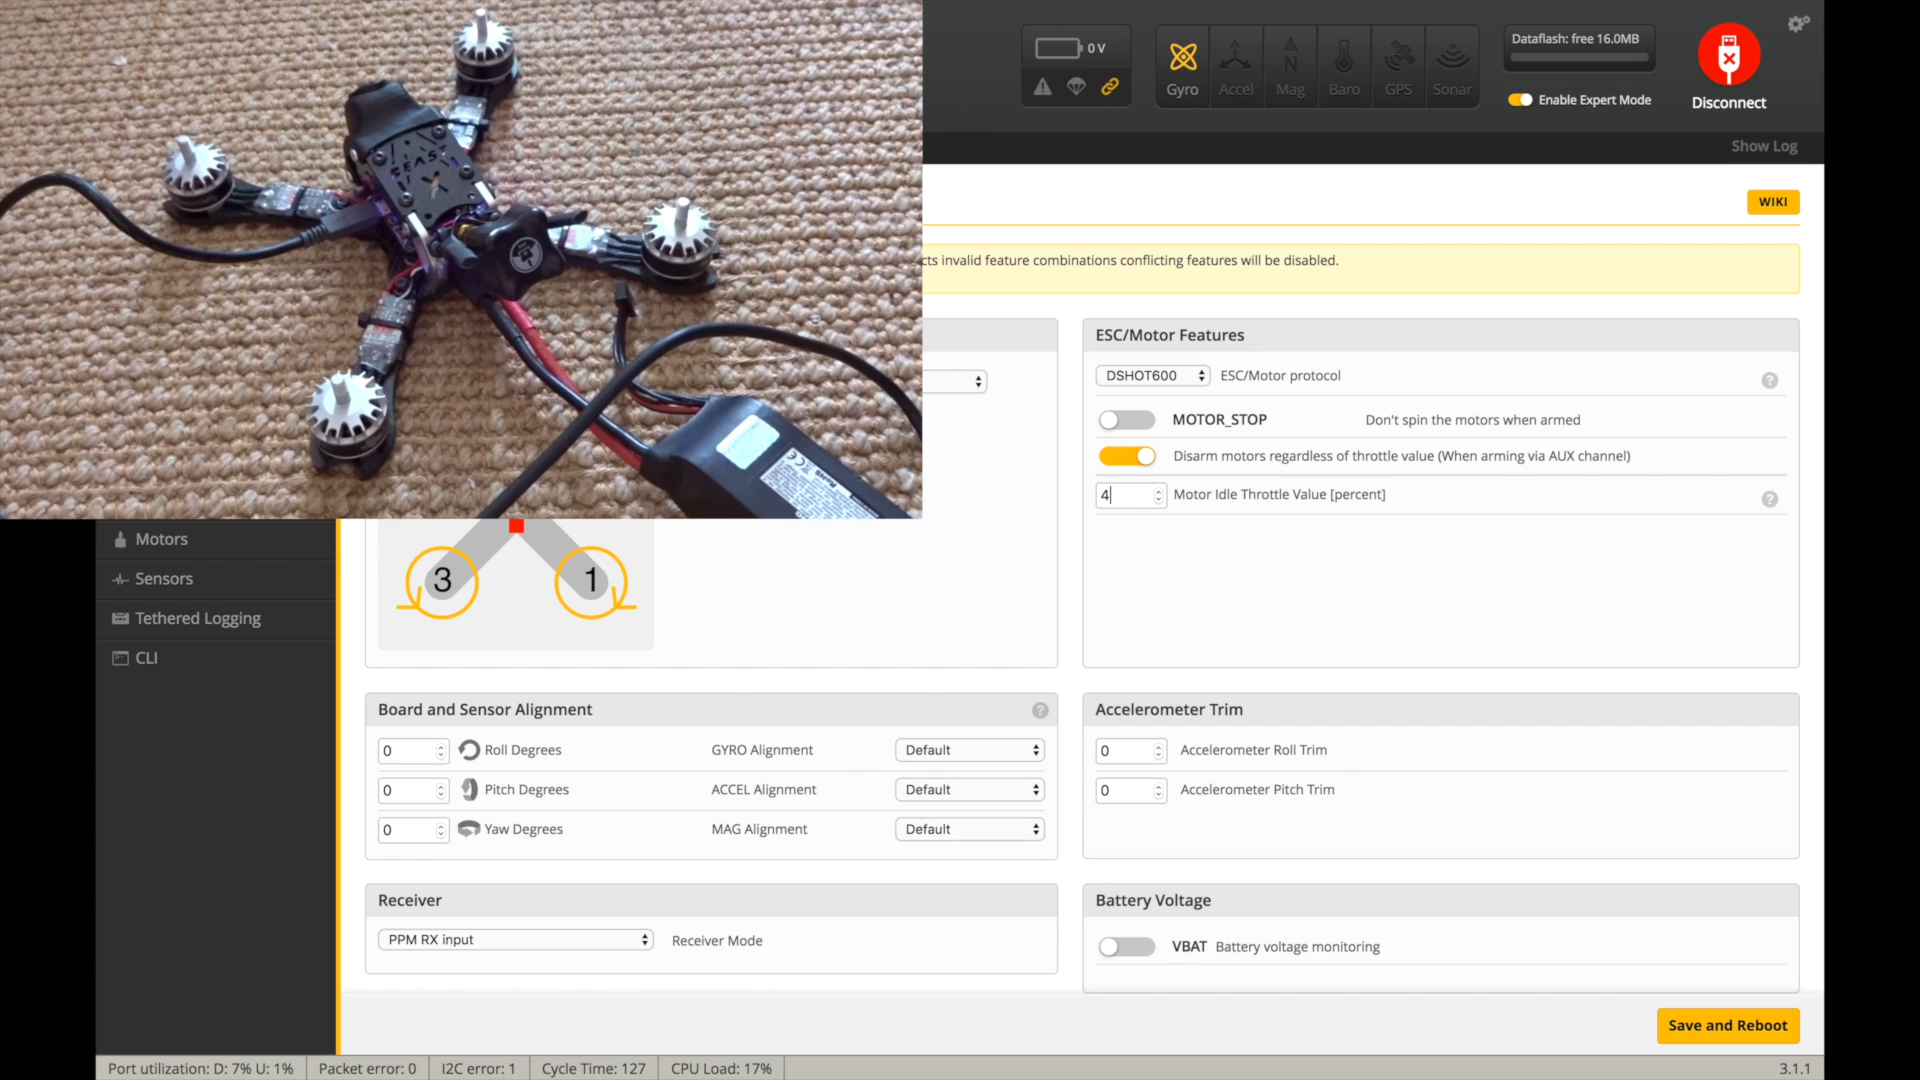 0 V
Gyro
Accel
Mag
Baro
GPS
Sonar
Dataflash: free 16.0MB
Enable Expert Mode
Disconnect
Show Log
WIKI
cts invalid feature combinations conflicting features will be disabled.
ESC/Motor Features
DSHOT600 ESC/Motor protocol
MOTOR_STOP Don't spin the motors when armed
Disarm motors regardless of throttle value (When arming via AUX channel)
4 Motor Idle Throttle Value [percent]
EAST
RoHS
Motors
Sensors
Tethered Logging
CLI
3 1
Board and Sensor Alignment
0 Roll Degrees GYRO Alignment Default
0 Pitch Degrees ACCEL Alignment Default
0 Yaw Degrees MAG Alignment Default
Accelerometer Trim
0 Accelerometer Roll Trim
0 Accelerometer Pitch Trim
Receiver
PPM RX input Receiver Mode
Battery Voltage
VBAT Battery voltage monitoring
Save and Reboot
Port utilization: D: 7% U: 1% Packet error: 0 I2C error: 1 Cycle Time: 127 CPU Load: 17% 3.1.1